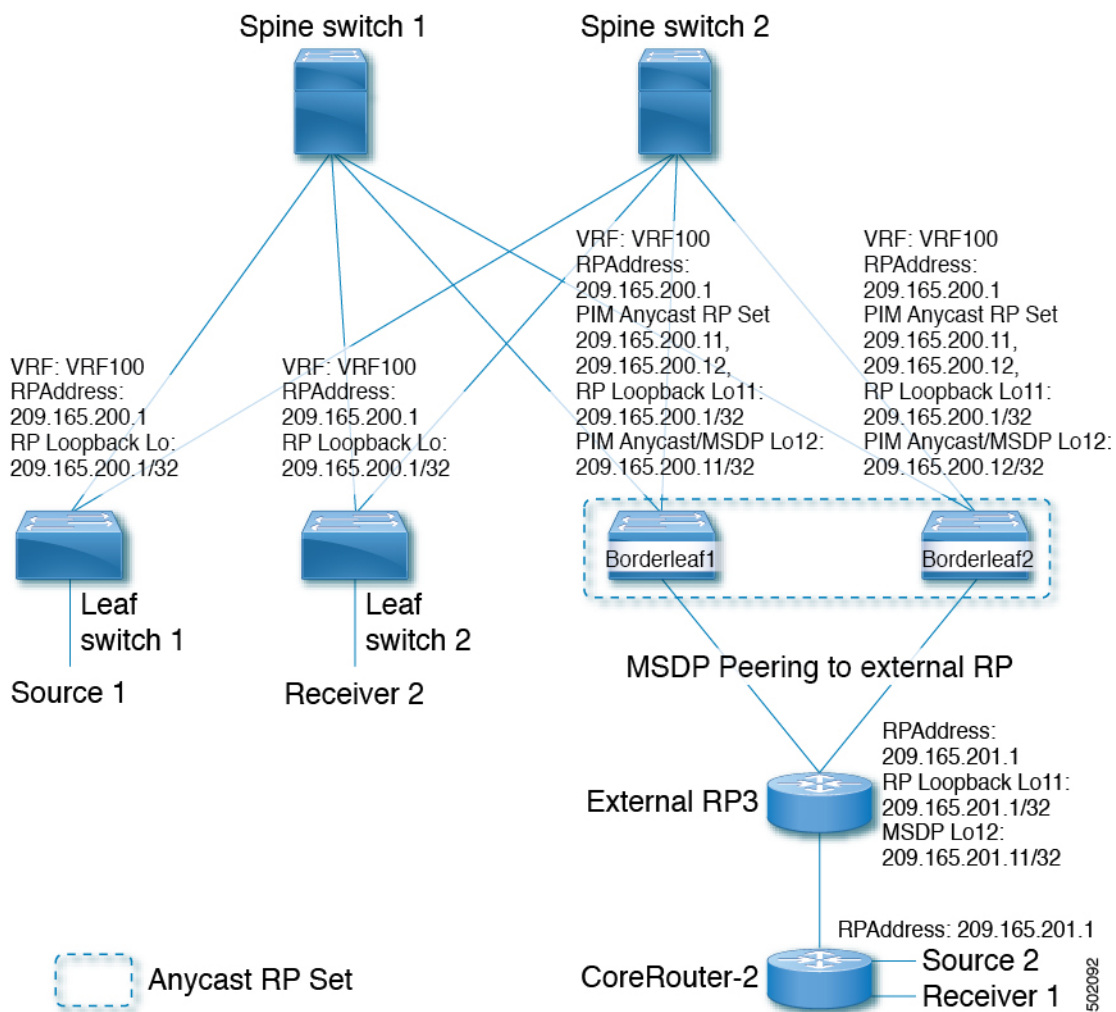 Spine switch 1
Spine switch 2
VRF: VRF100
RPAddress:
209.165.200.1
RP Loopback Lo:
209.165.200.1/32
VRF: VRF100
RPAddress:
209.165.200.1
RP Loopback Lo:
209.165.200.1/32
VRF: VRF100
RPAddress:
209.165.200.1
PIM Anycast RP Set
209.165.200.11,
209.165.200.12,
RP Loopback Lo11:
209.165.200.1/32
PIM Anycast/MSDP Lo12:
209.165.200.11/32
VRF: VRF100
RPAddress:
209.165.200.1
PIM Anycast RP Set
209.165.200.11,
209.165.200.12,
RP Loopback Lo11:
209.165.200.1/32
PIM Anycast/MSDP Lo12:
209.165.200.12/32
Borderleaf1
Borderleaf2
Leaf
switch 1
Leaf
switch 2
Source 1
Receiver 2
MSDP Peering to external RP
External RP3
RPAddress:
209.165.201.1
RP Loopback Lo11:
209.165.201.1/32
MSDP Lo12:
209.165.201.11/32
RPAddress: 209.165.201.1
CoreRouter-2
Source 2
Receiver 1
Anycast RP Set
502092